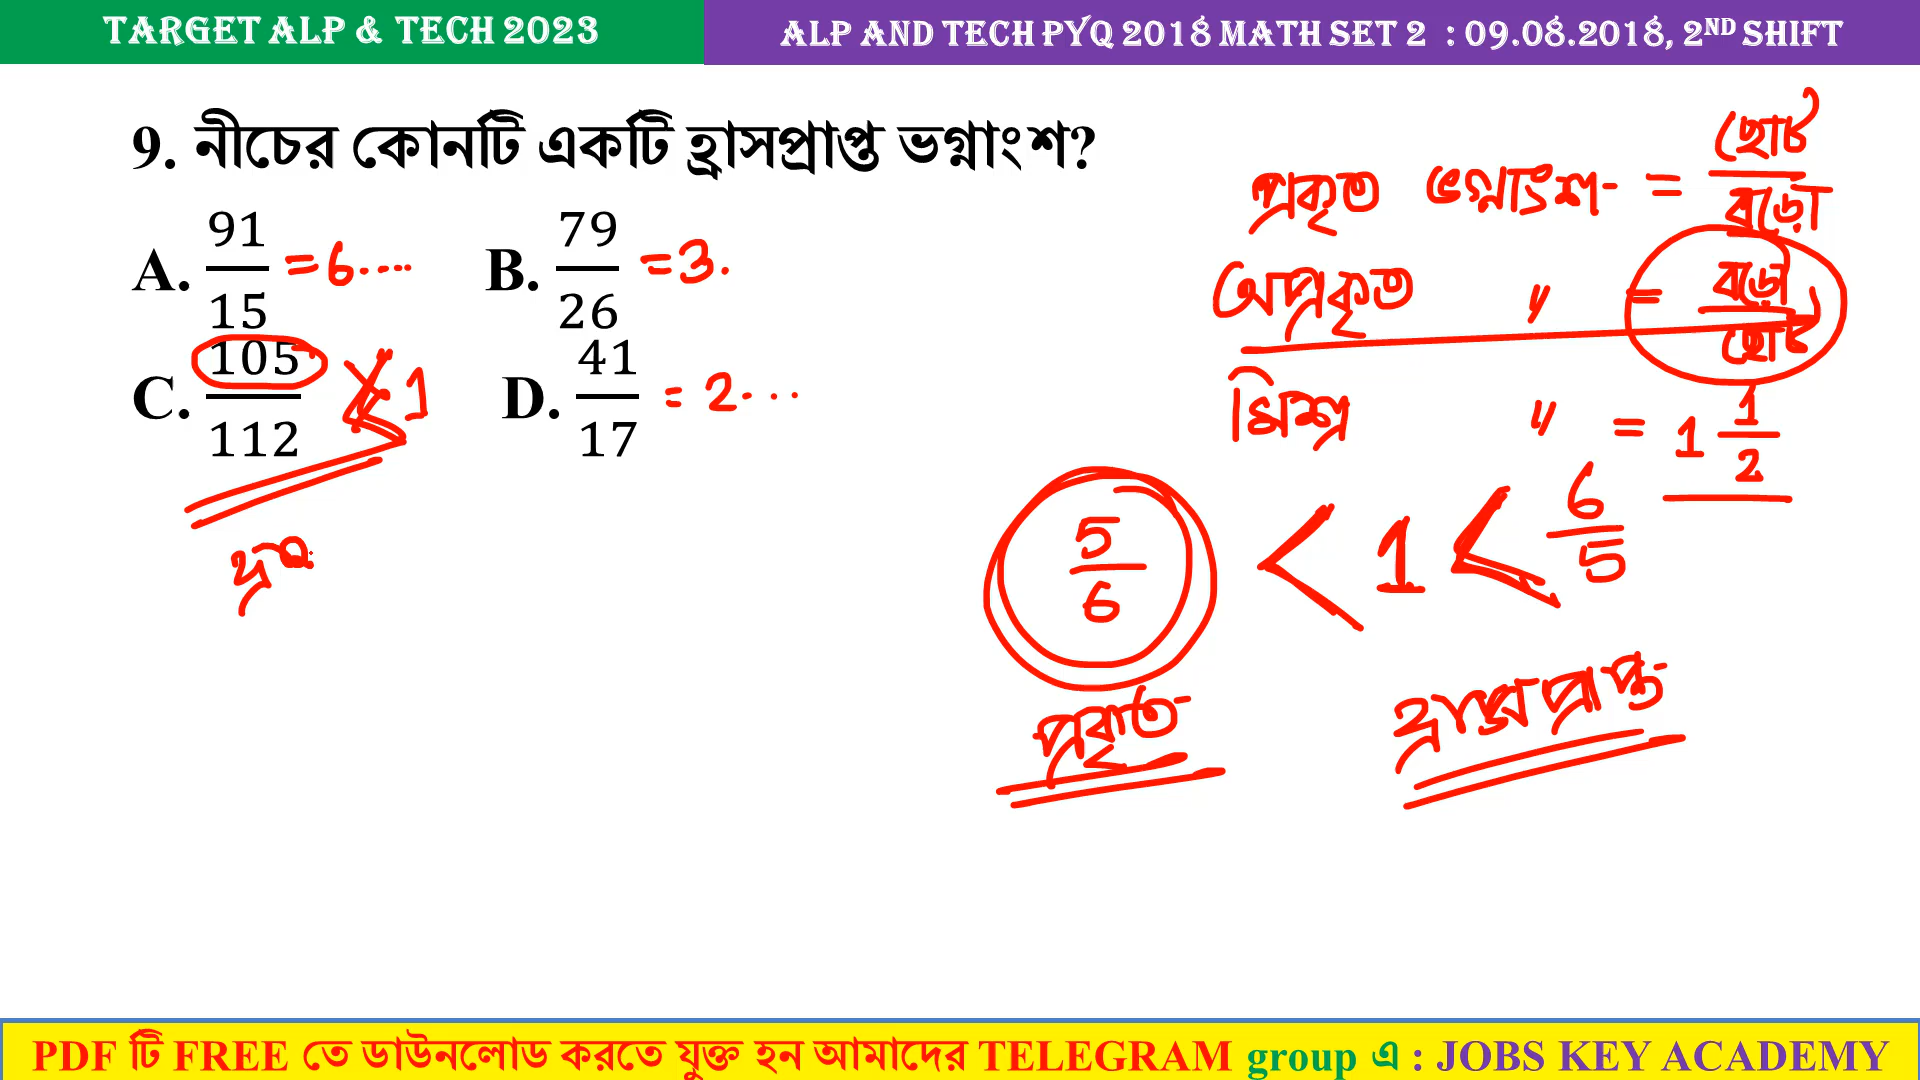 TARGET ALP & TECH 2023
ALP AND TECH PYQ 2018 MATH SET 2 : 09.08.2018, 2ND SHIFT
9. নীচের কোনটি একটি হ্রাসপ্রাপ্ত ভগ্নাংশ?
A. 91/15 = 6.... B. 79/26 = 3.
C. 105/112 < 1 D. 41/17 = 2...
প্রকৃত ভগ্নাংশ = ছোট/বড়ো
অপ্রকৃত " = বড়ো/ছোট
মিশ্র " = 1 1/2
5/6 < 1 < 6/5
প্রকৃত হ্রাসপ্রাপ্ত
PDF টি FREE তে ডাউনলোড করতে যুক্ত হন আমাদের TELEGRAM group এ : JOBS KEY ACADEMY